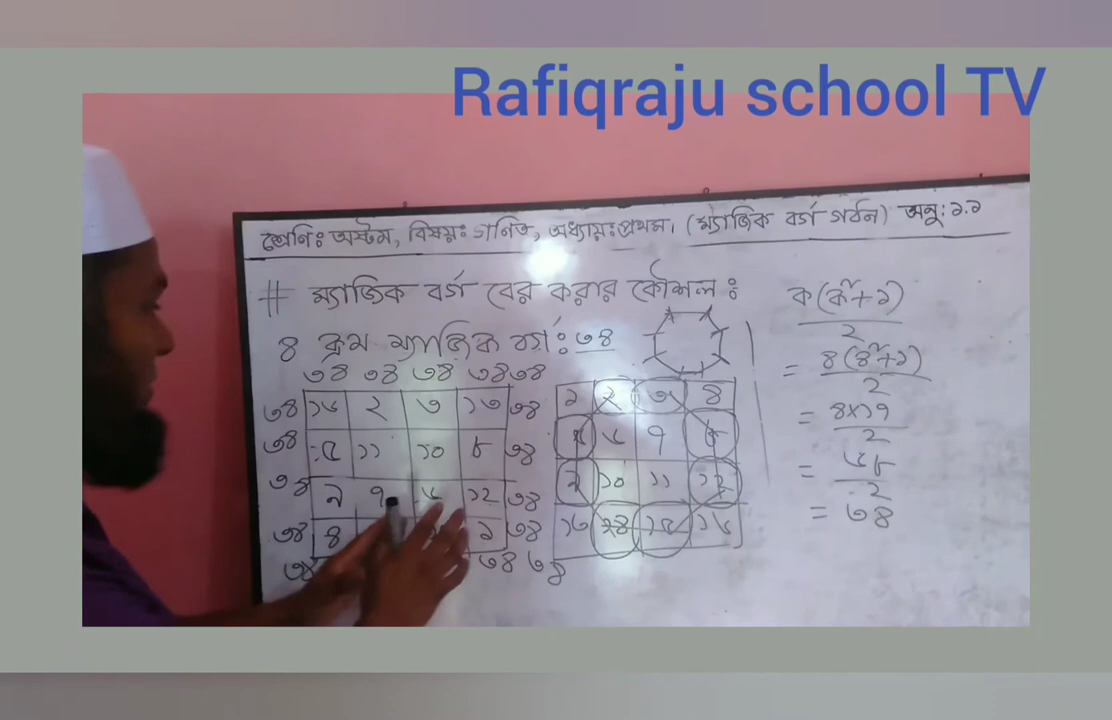 Rafiqraju school TV
শ্রেণিঃ অষ্টম, বিষয়ঃ গণিত, অধ্যায়ঃ প্রথম। (ম্যাজিক বর্গ গঠন) অনু: ১.১
# ম্যাজিক বর্গ বের করার কৌশল ঃ
৪ ক্রম ম্যাজিক বর্গ: ৩৪
৩৪ ৩৪ ৩৪ ৩৪ ৩৪
৩৪ ১৬ ২ ৩ ১৩ ৩৪
৩৪ ৫ ১১ ১০ ৮ ৩৪
৩৪ ৯ ৭ ৬ ১২ ৩৪
৩৪ ৪ ১ ৩৪
৩৪ ৩৪ ৩৪
১ ২ ৩ ৪
৫ ৬ ৭ ৮
৯ ১০ ১১ ১২
১৩ ১৪ ১৫ ১৬
ক(ক²+১)
২
= ৪(৪²+১)
২
= ৪×১৭
২
= ৬৮
২
= ৩৪